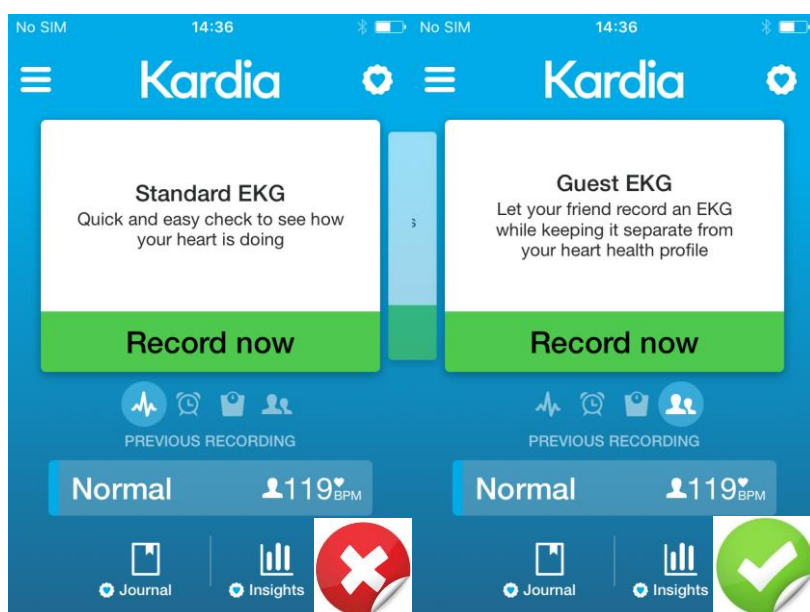 No SIM
14:36
Kardia
Standard EKG
Quick and easy check to see how
your heart is doing
Record now
PREVIOUS RECORDING
Normal
119 BPM
Journal
Insights
No SIM
14:36
Kardia
Guest EKG
Let your friend record an EKG
while keeping it separate from
your heart health profile
Record now
PREVIOUS RECORDING
Normal
119 BPM
Journal
Insights